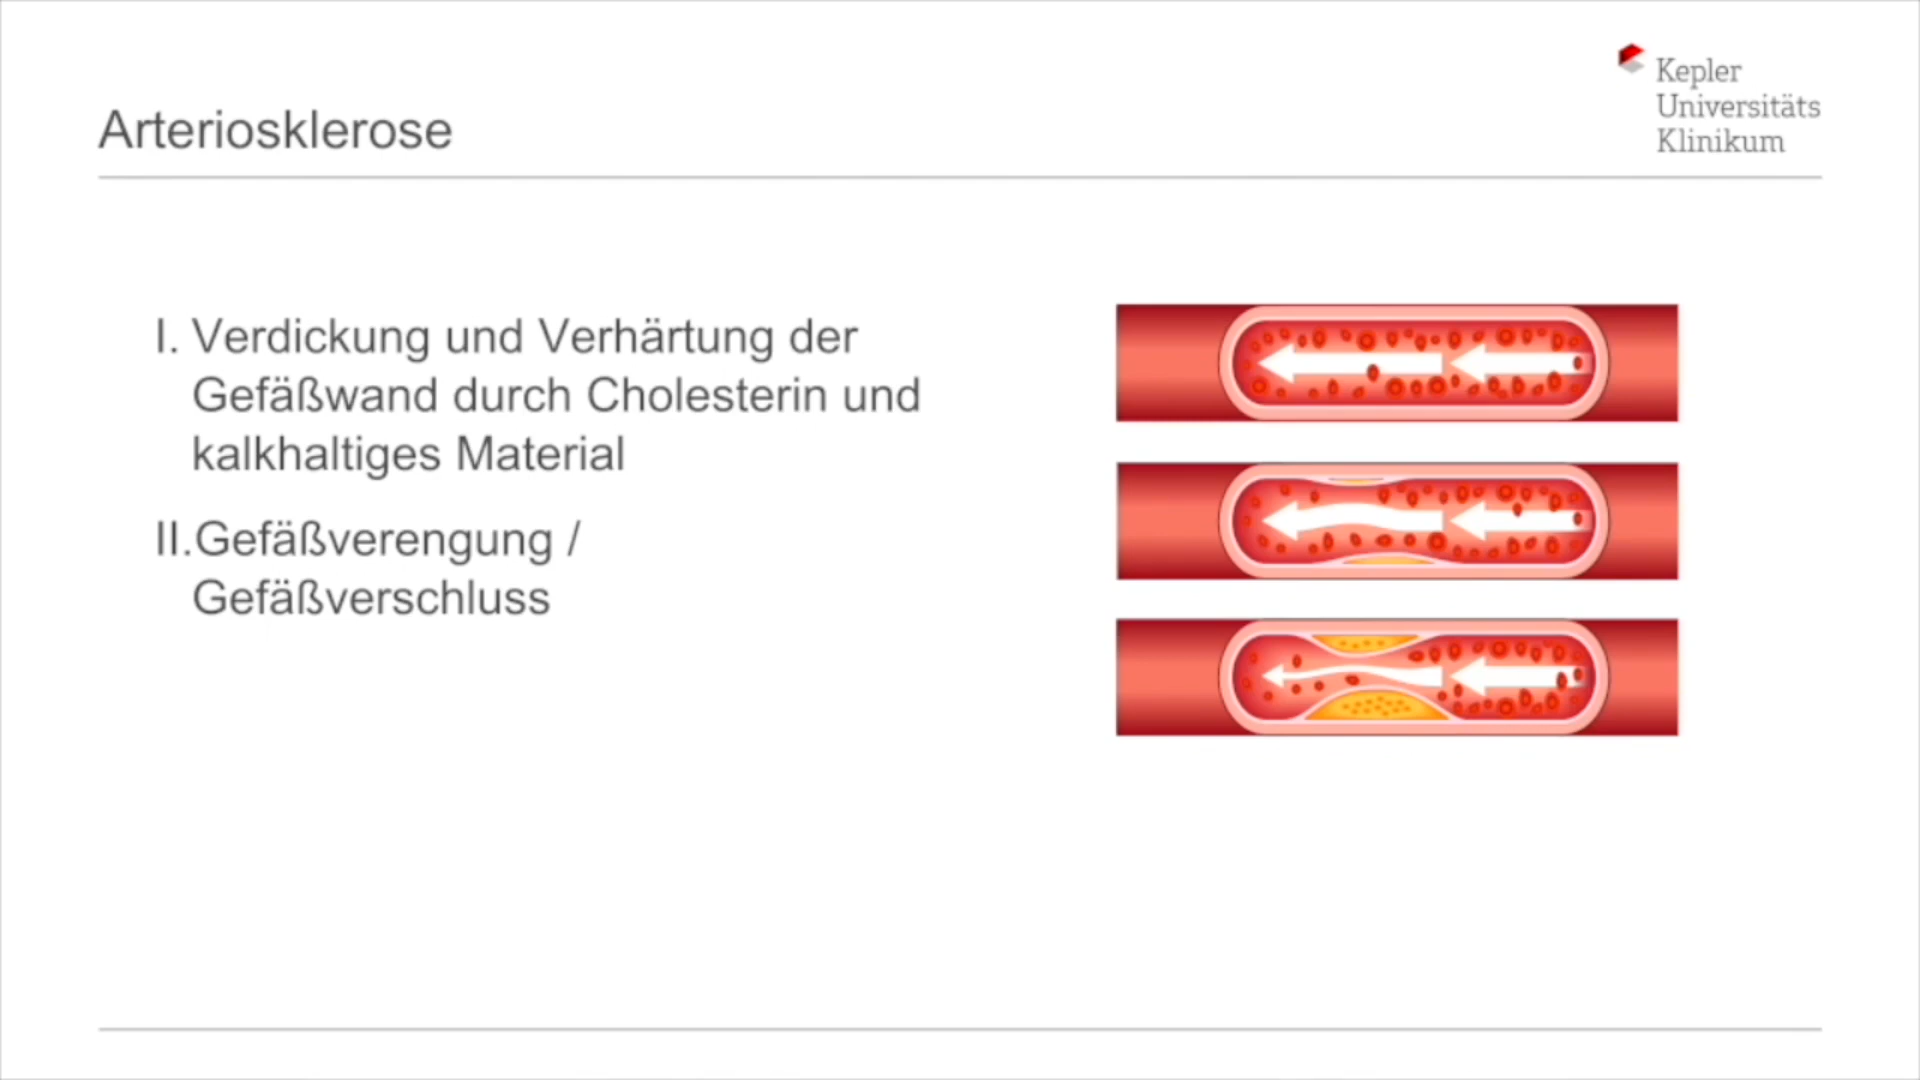 Kepler
Universitäts
Klinikum
Arteriosklerose
I. Verdickung und Verhärtung der
Gefäßwand durch Cholesterin und
kalkhaltiges Material
II.Gefäßverengung /
Gefäßverschluss